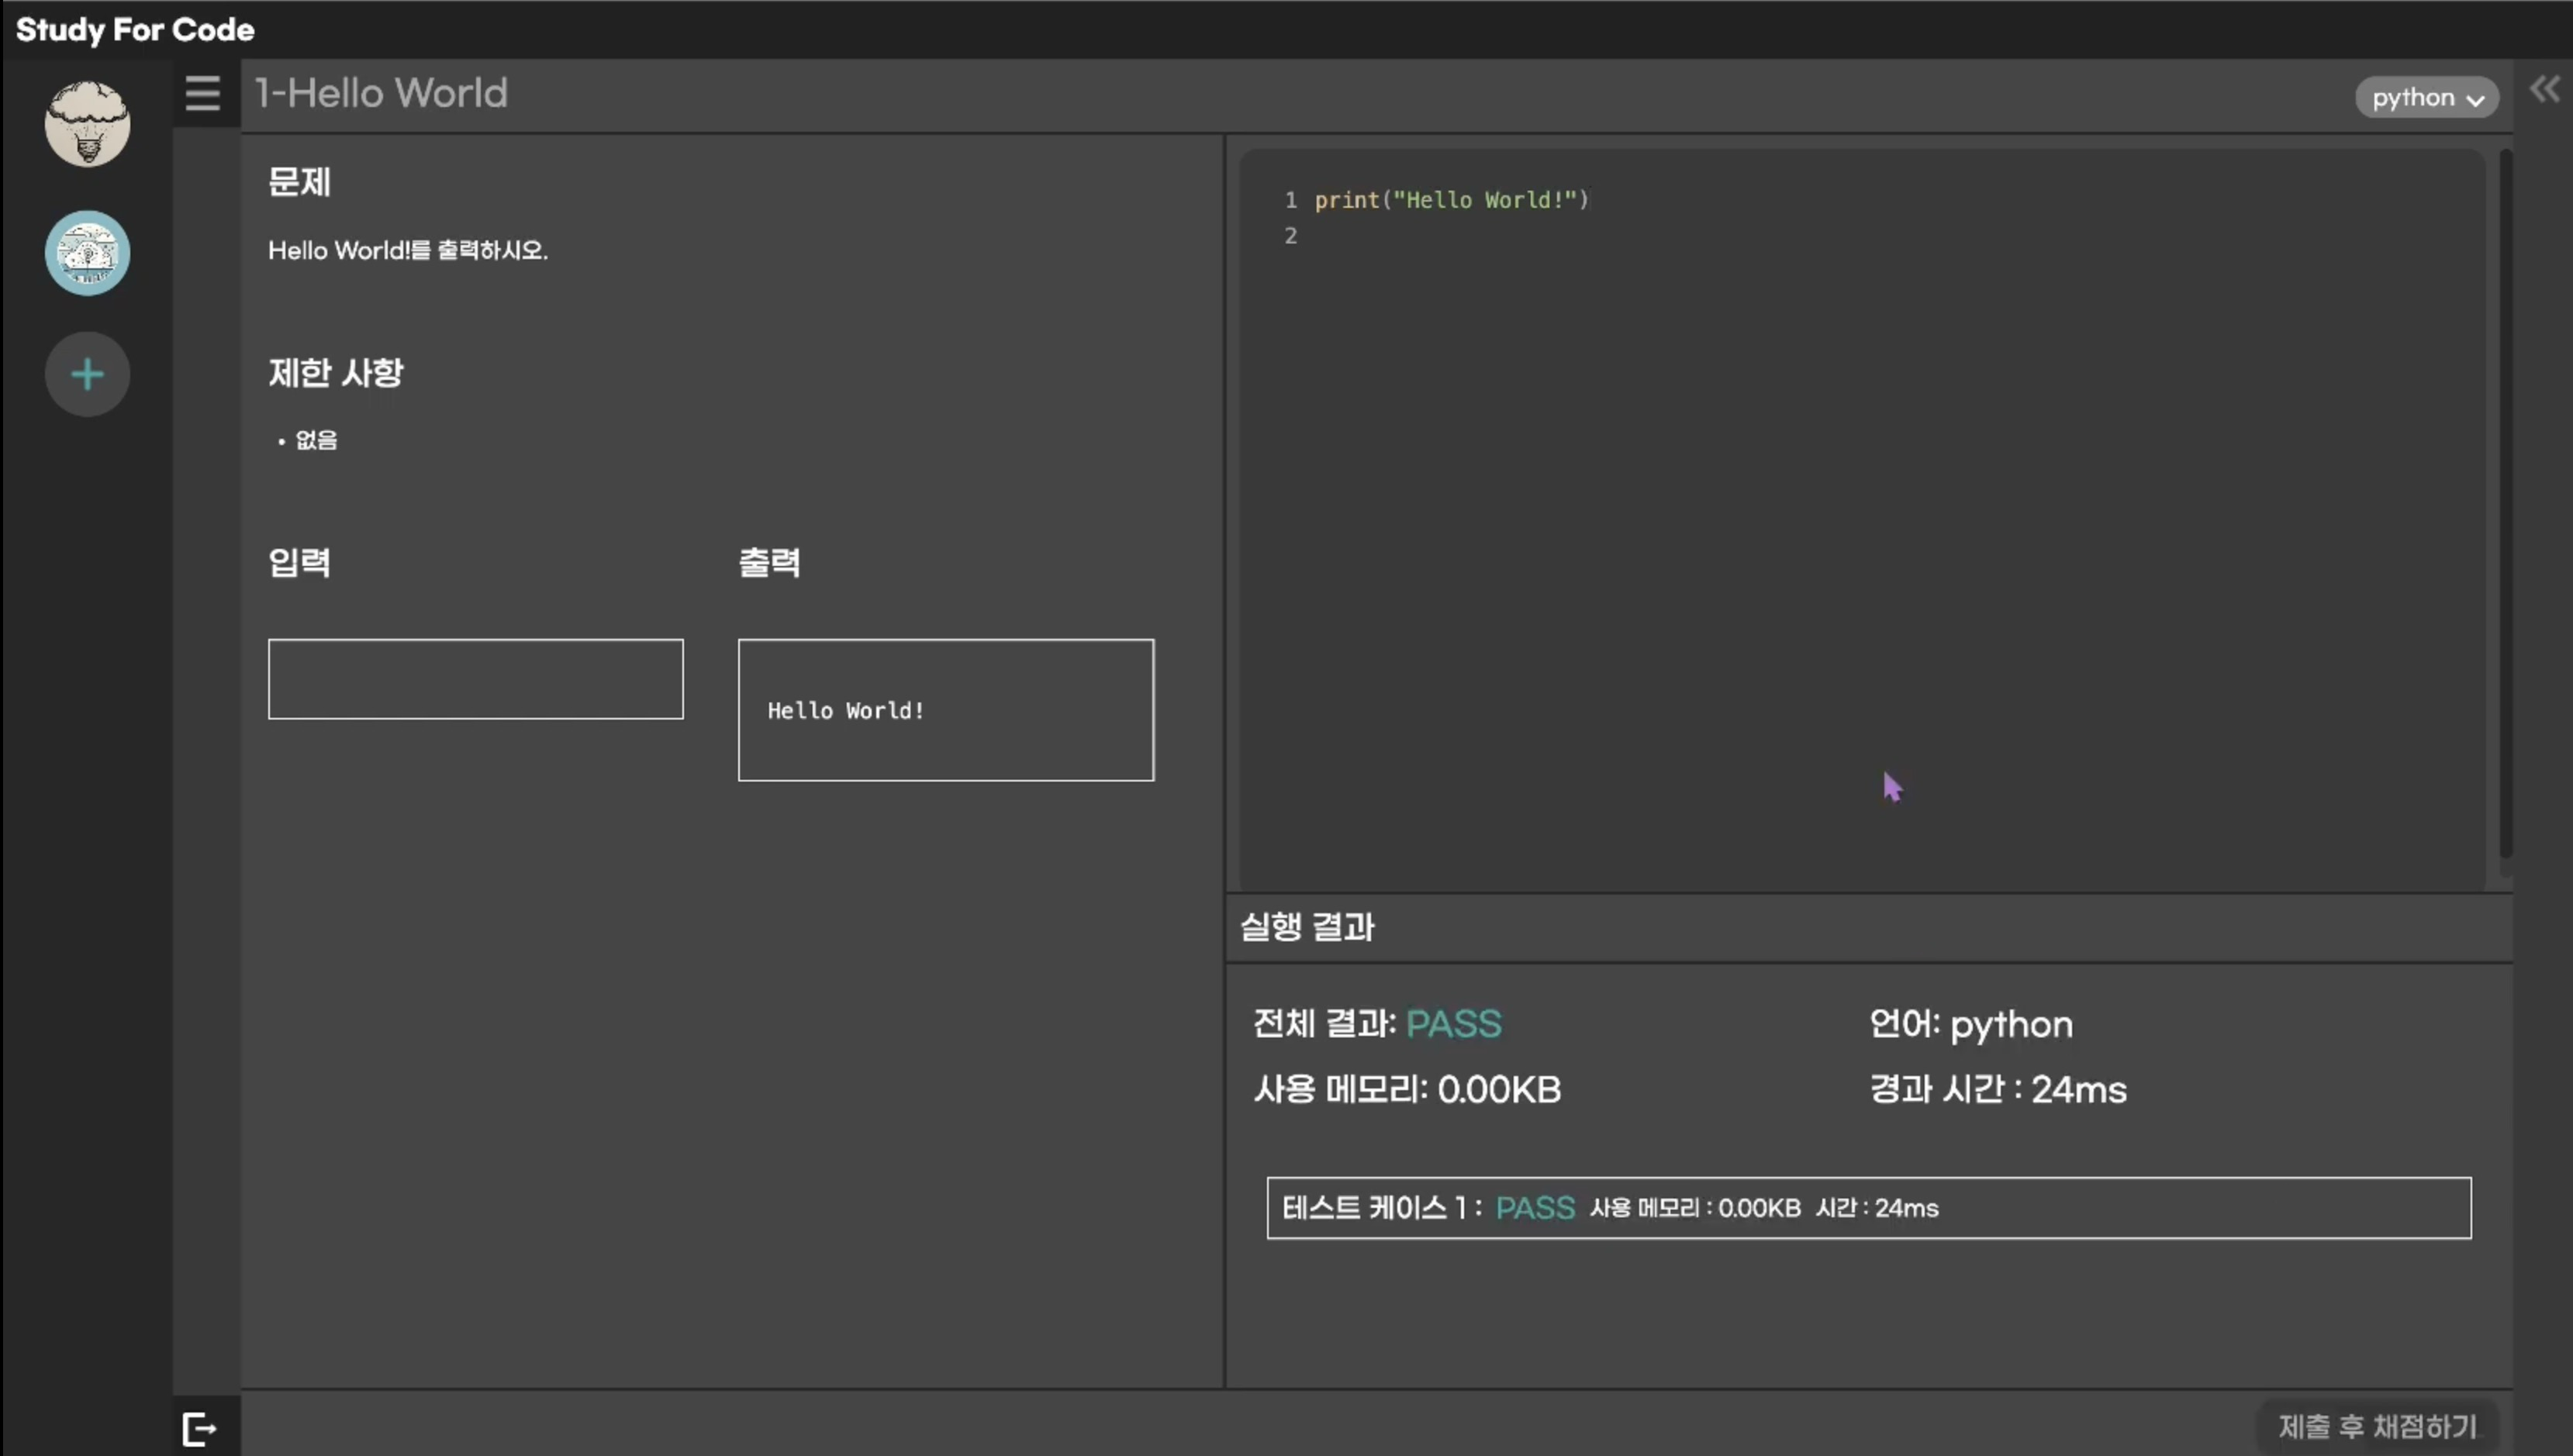 Study For Code
1-Hello World
python
문제
Hello World!를 출력하시오.
제한 사항
• 없음
입력
출력
Hello World!
1 print("Hello World!")
2
실행 결과
전체 결과: PASS
언어: python
사용 메모리: 0.00KB
경과 시간 : 24ms
테스트 케이스 1 : PASS 사용 메모리 : 0.00KB 시간 : 24ms
제출 후 채점하기